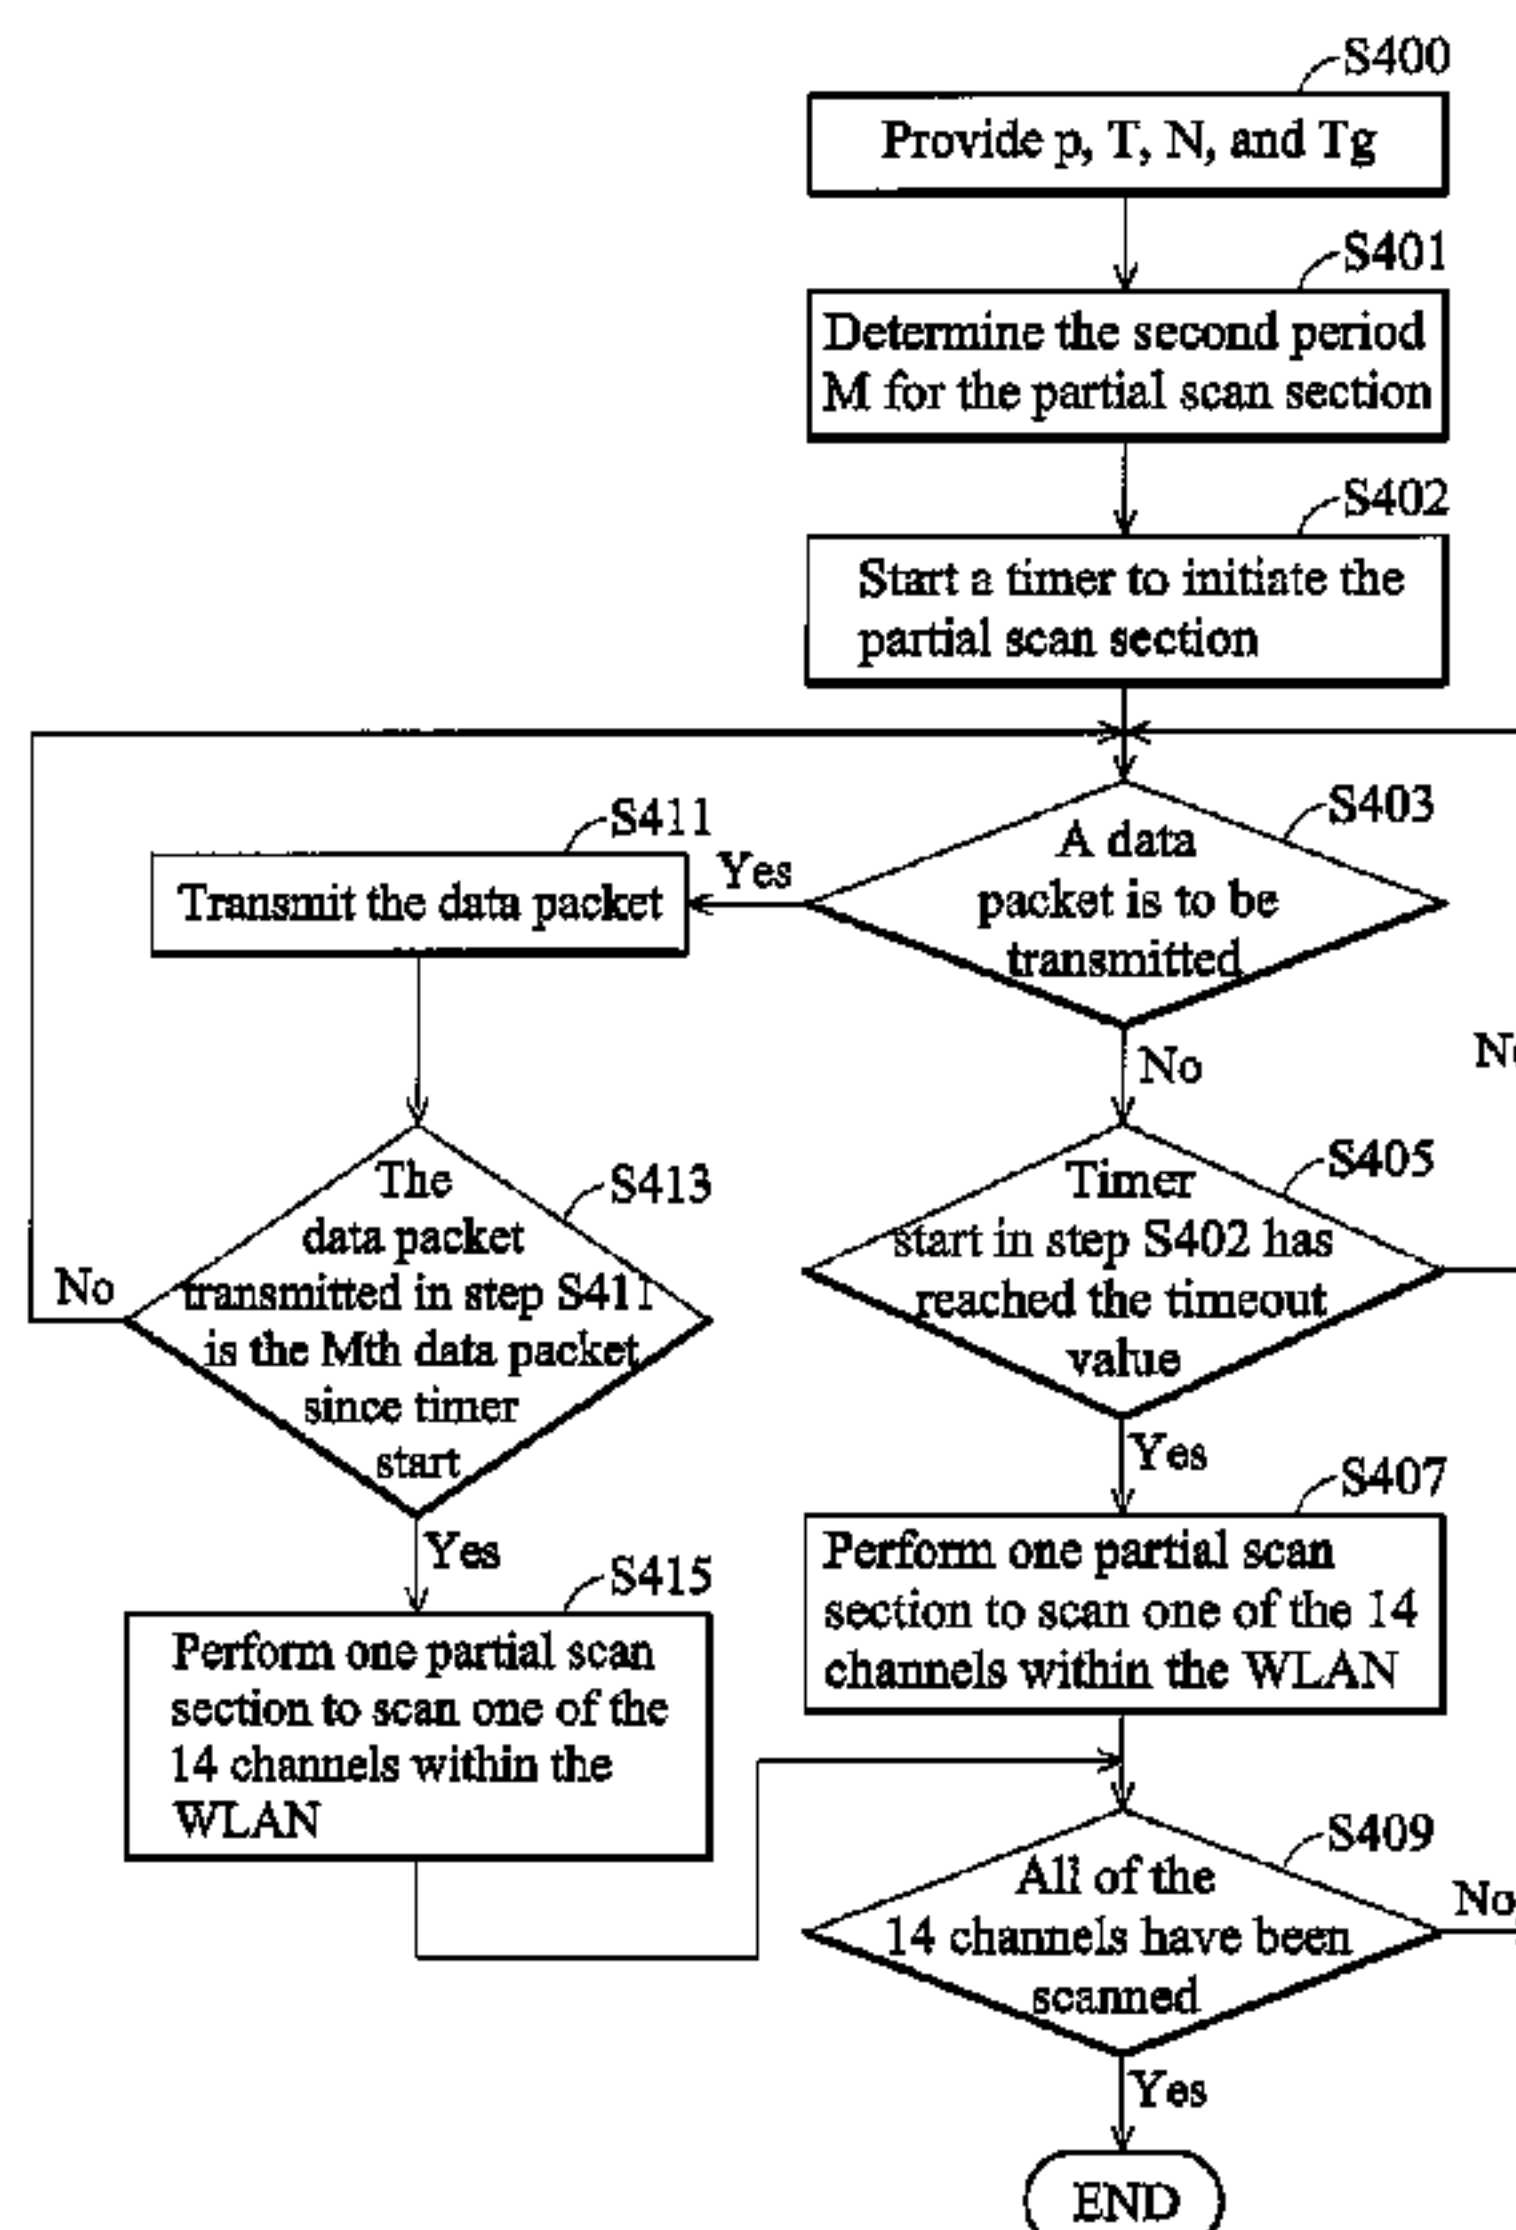 S400
Provide p, T, N, and Tg
S401
Determine the second period
M for the partial scan section
S402
Start a timer to initiate the
partial scan section
S403
A data
packet is to be
transmitted
Yes
S411
Transmit the data packet
No
No
S405
Timer
start in step S402 has
reached the timeout
value
S413
The
data packet
transmitted in step S411
is the Mth data packet
since timer
start
No
Yes
Yes
S407
Perform one partial scan
section to scan one of the 14
channels within the WLAN
S415
Perform one partial scan
section to scan one of the
14 channels within the
WLAN
S409
All of the
14 channels have been
scanned
No
Yes
END